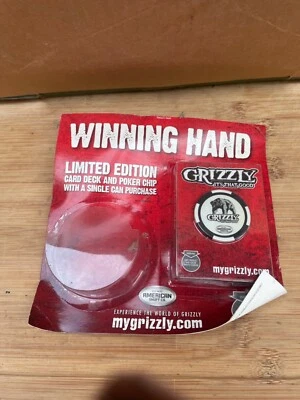 WINNING HAND
LIMITED EDITION
CARD DECK AND POKER CHIP
WITH A SINGLE CAN PURCHASE
GRIZZLY
IT'S THAT GOOD
GRIZZLY
mygrizzly.com
AMERICAN
EXPERIENCE THE WORLD OF GRIZZLY
mygrizzly.com